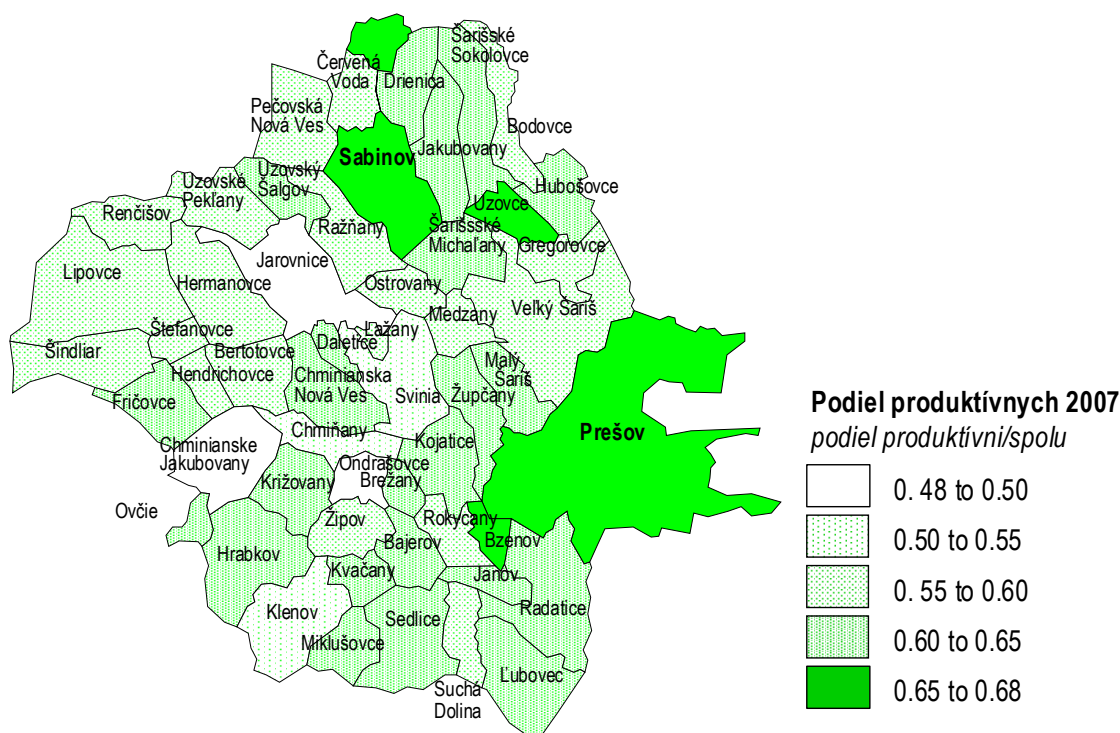 Šarišské
Sokolovce
Červená
Voda
Drienica
Pečovská
Nová Ves
Bodovce
Jakubovany
Sabinov
Uzovský
Šalgov
Uzovské
Pekľany
Hubošovce
Uzovce
Renčišov
Ražňany
Šarišsské
Michaľany
Gregorovce
Jarovnice
Lipovce
Hermanovce
Ostrovany
Medzany
Veľký Šariš
Štefanovce
Lažany
Daletice
Šindliar
Bertotovce
Malý
Šariš
Hendrichovce
Chminianska
Nová Ves
Svinia
Župčany
Fričovce
Chmiňany
Prešov
Kojatice
Chminianske
Jakubovany
Ondrašovce
Brežany
Križovany
Ovčie
Žipov
Rokycany
Bajerov
Bzenov
Hrabkov
Kvačany
Janov
Klenov
Sedlice
Radatice
Miklušovce
Ľubovec
Suchá
Dolina
Podiel produktívnych 2007
podiel produktívni/spolu
0. 48 to 0.50
0.50 to 0.55
0. 55 to 0.60
0.60 to 0.65
0.65 to 0.68